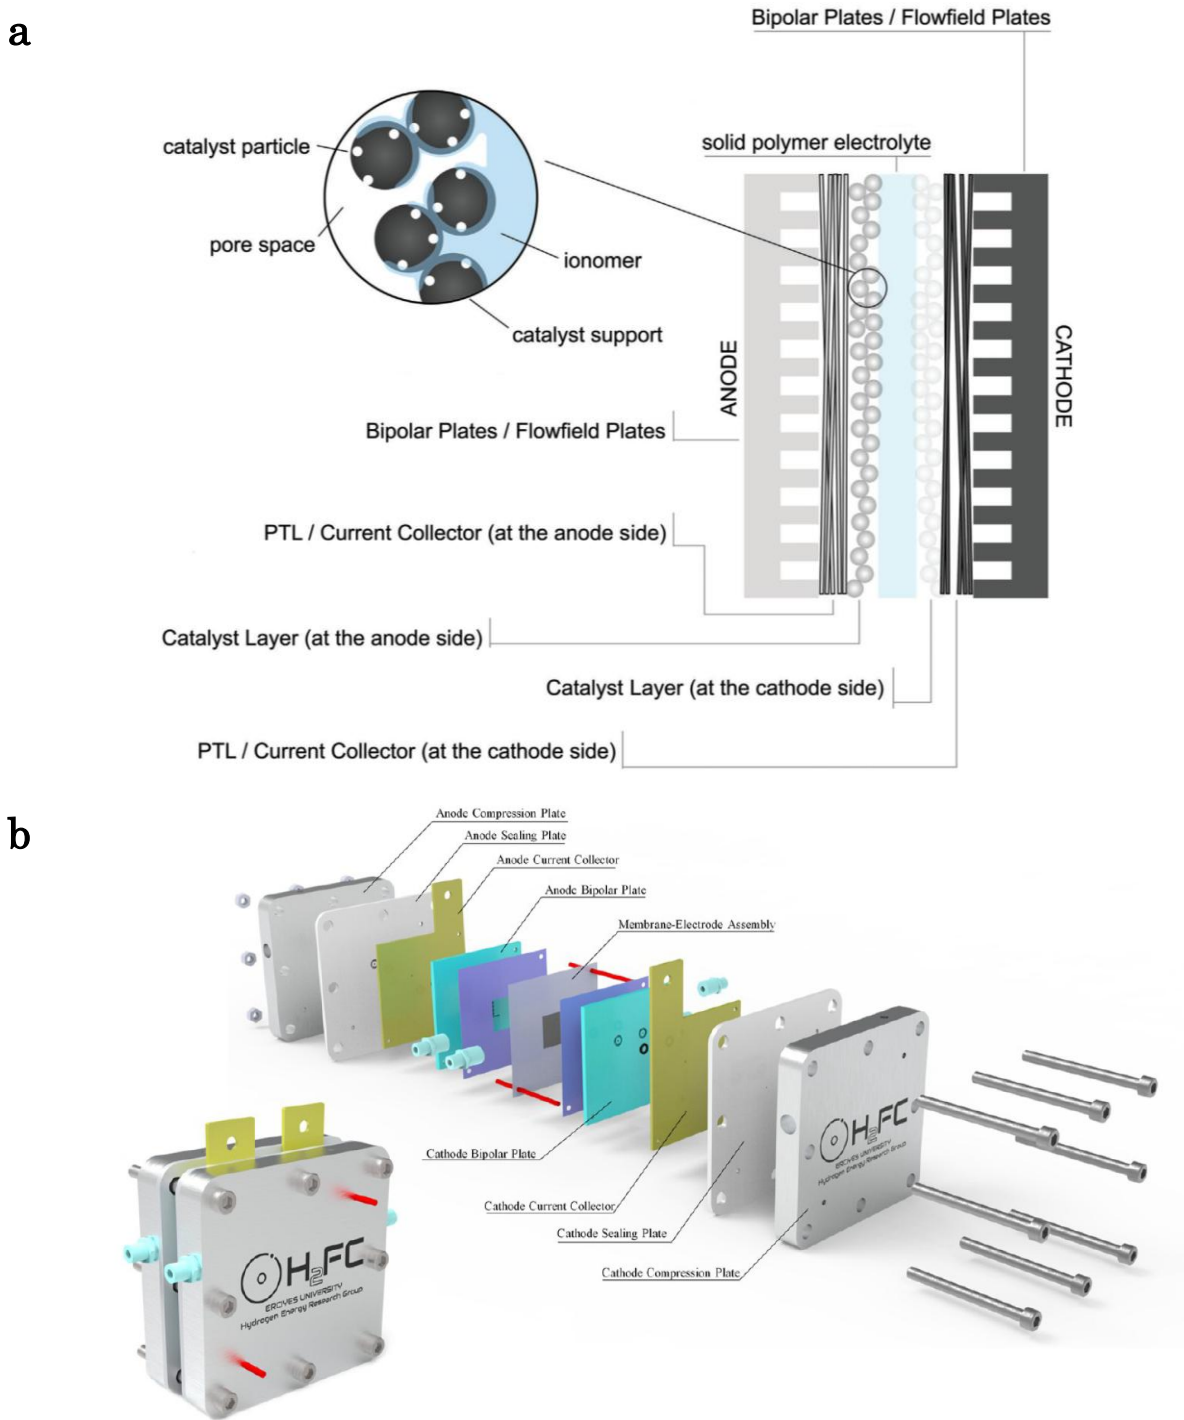 a
Bipolar Plates / Flowfield Plates
solid polymer electrolyte
catalyst particle
pore space
ionomer
catalyst support
ANODE
CATHODE
Bipolar Plates / Flowfield Plates
PTL / Current Collector (at the anode side)
Catalyst Layer (at the anode side)
Catalyst Layer (at the cathode side)
PTL / Current Collector (at the cathode side)
b
Anode Compression Plate
Anode Sealing Plate
Anode Current Collector
Anode Bipolar Plate
Membrane-Electrode Assembly
Cathode Bipolar Plate
Cathode Current Collector
Cathode Sealing Plate
Cathode Compression Plate
H2FC
ERCIYES UNIVERSITY
Hydrogen Energy Research Group
H2FC
ERCIYES UNIVERSITY
Hydrogen Energy Research Group